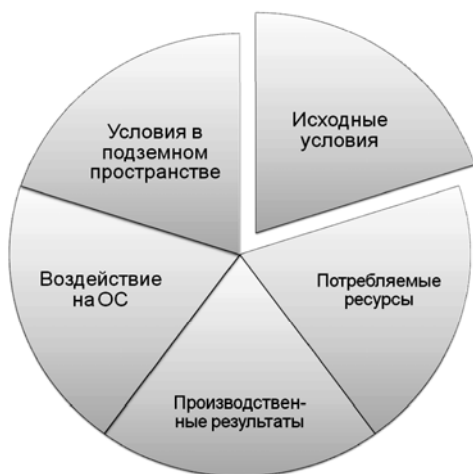 Исходные
условия
Потребляемые
ресурсы
Производствен-
ные результаты
Воздействие
на ОС
Условия в
подземном
пространстве